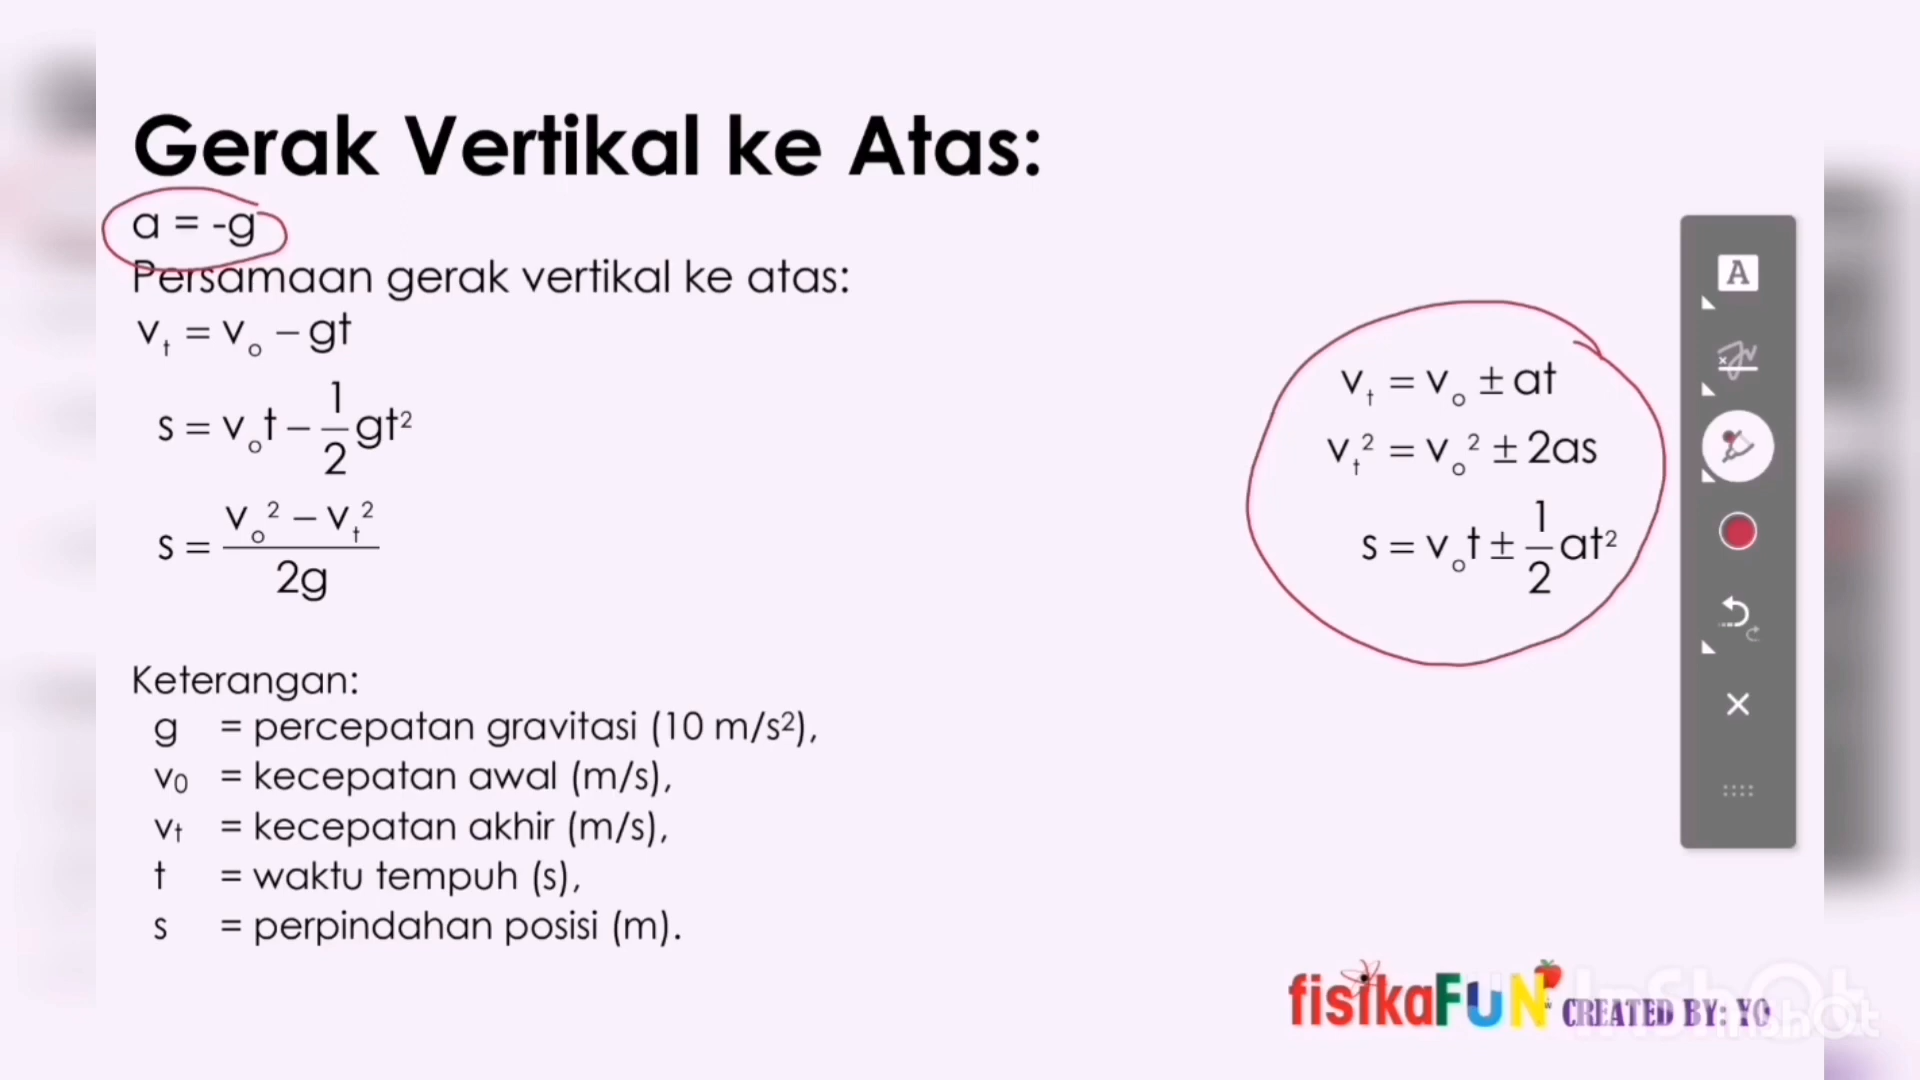 Gerak Vertikal ke Atas:
a = -g
Persamaan gerak vertikal ke atas:
vₜ = vₒ – gt
s = vₒt – 1/2 gt²
s = (vₒ² – vₜ²)/2g
vₜ = vₒ ± at
vₜ² = vₒ² ± 2as
s = vₒt ± 1/2 at²
Keterangan:
g = percepatan gravitasi (10 m/s²),
v₀ = kecepatan awal (m/s),
vₜ = kecepatan akhir (m/s),
t = waktu tempuh (s),
s = perpindahan posisi (m).
A
fisikaFUN CREATED BY: YO
InShOt